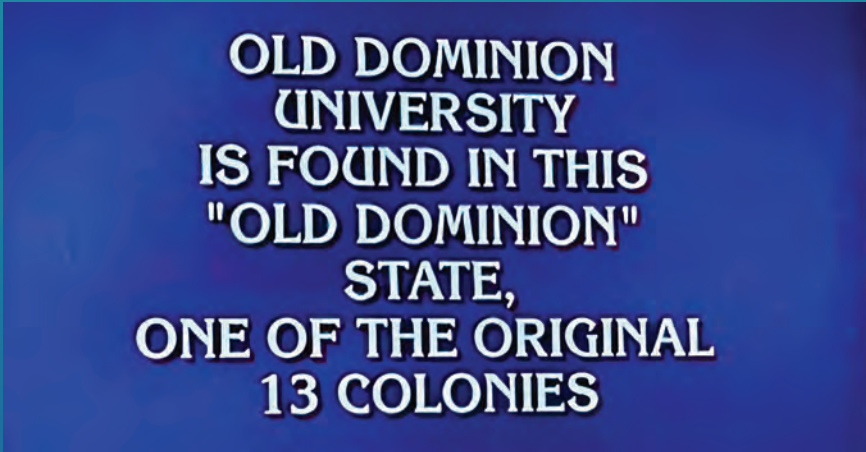 OLD DOMINION
UNIVERSITY
IS FOUND IN THIS
"OLD DOMINION"
STATE,
ONE OF THE ORIGINAL
13 COLONIES